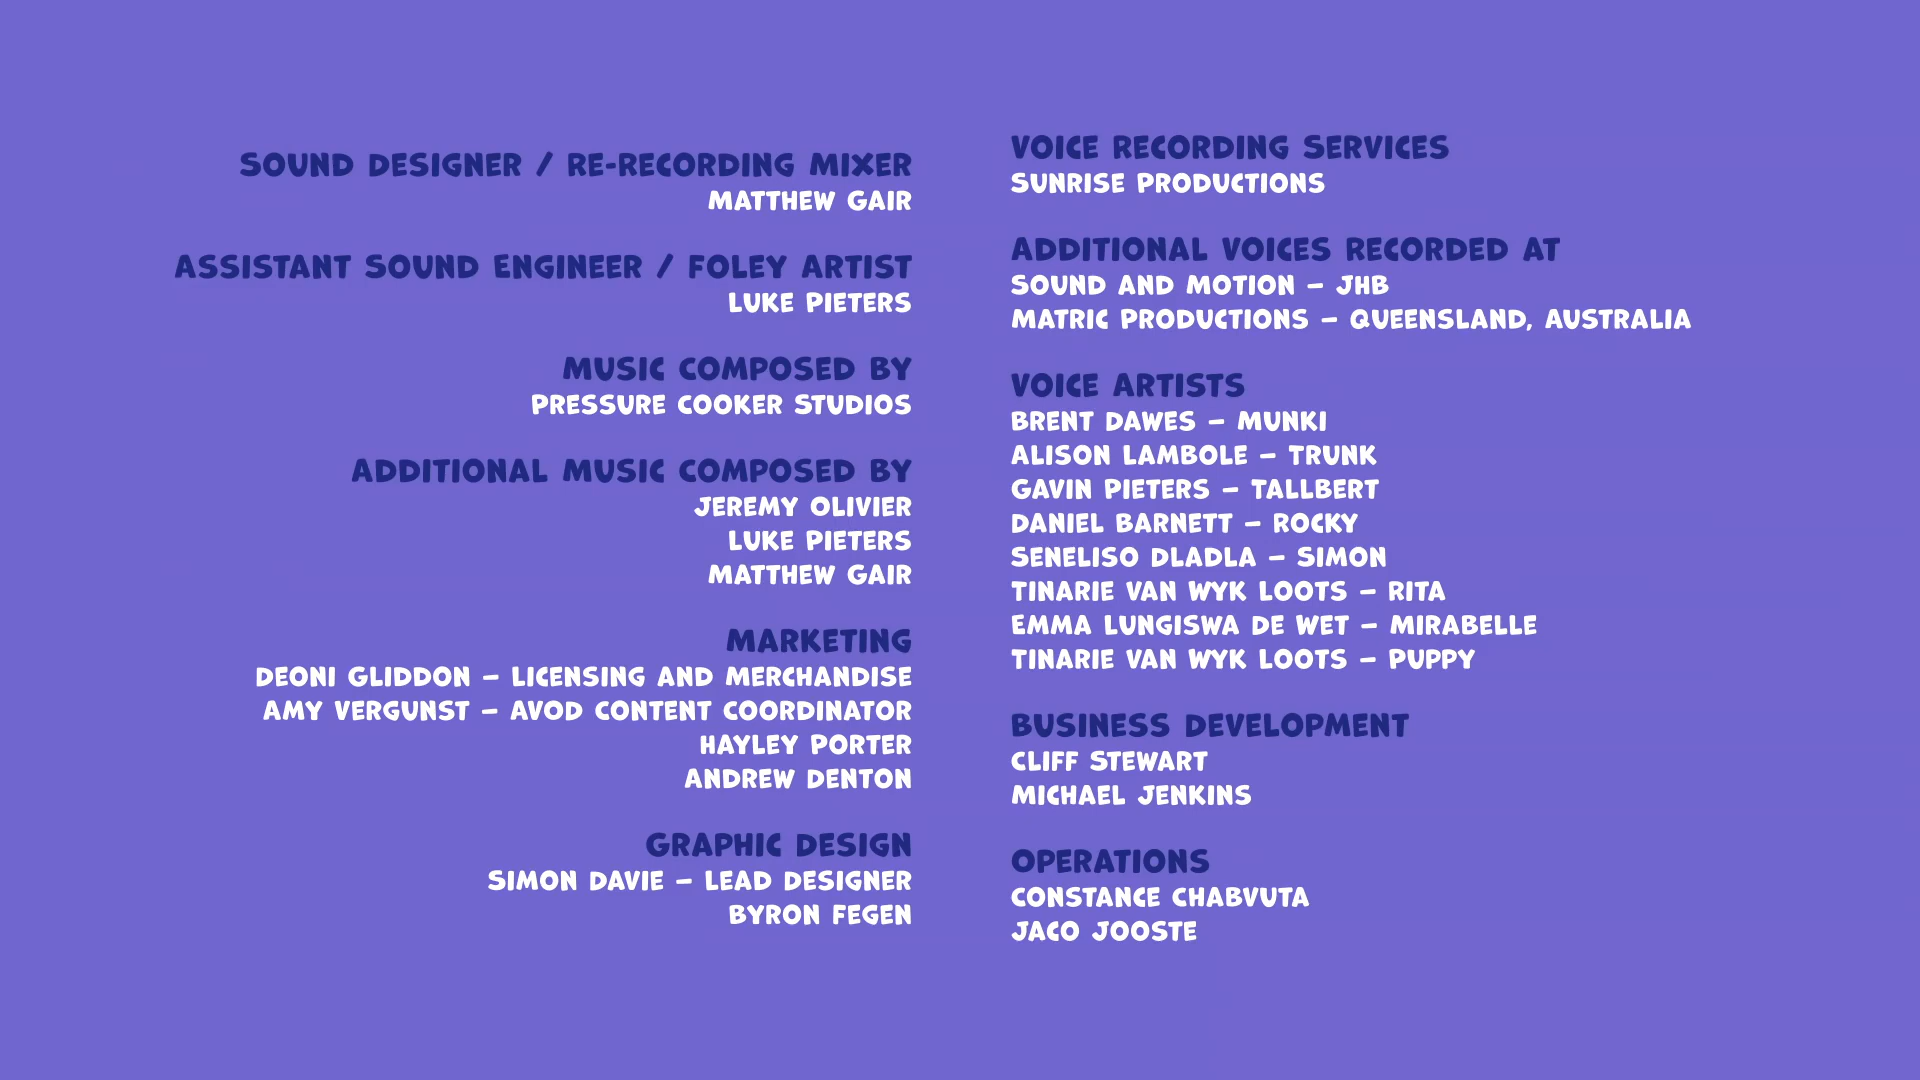 SOUND DESIGNER / RE-RECORDING MIXER
MATTHEW GAIR
ASSISTANT SOUND ENGINEER / FOLEY ARTIST
LUKE PIETERS
MUSIC COMPOSED BY
PRESSURE COOKER STUDIOS
ADDITIONAL MUSIC COMPOSED BY
JEREMY OLIVIER
LUKE PIETERS
MATTHEW GAIR
MARKETING
DEONI GLIDDON – LICENSING AND MERCHANDISE
AMY VERGUNST – AVOD CONTENT COORDINATOR
HAYLEY PORTER
ANDREW DENTON
GRAPHIC DESIGN
SIMON DAVIE – LEAD DESIGNER
BYRON FEGEN
VOICE RECORDING SERVICES
SUNRISE PRODUCTIONS
ADDITIONAL VOICES RECORDED AT
SOUND AND MOTION – JHB
MATRIC PRODUCTIONS – QUEENSLAND, AUSTRALIA
VOICE ARTISTS
BRENT DAWES – MUNKI
ALISON LAMBOLE – TRUNK
GAVIN PIETERS – TALLBERT
DANIEL BARNETT – ROCKY
SENELISO DLADLA – SIMON
TINARIE VAN WYK LOOTS – RITA
EMMA LUNGISWA DE WET – MIRABELLE
TINARIE VAN WYK LOOTS – PUPPY
BUSINESS DEVELOPMENT
CLIFF STEWART
MICHAEL JENKINS
OPERATIONS
CONSTANCE CHABVUTA
JACO JOOSTE